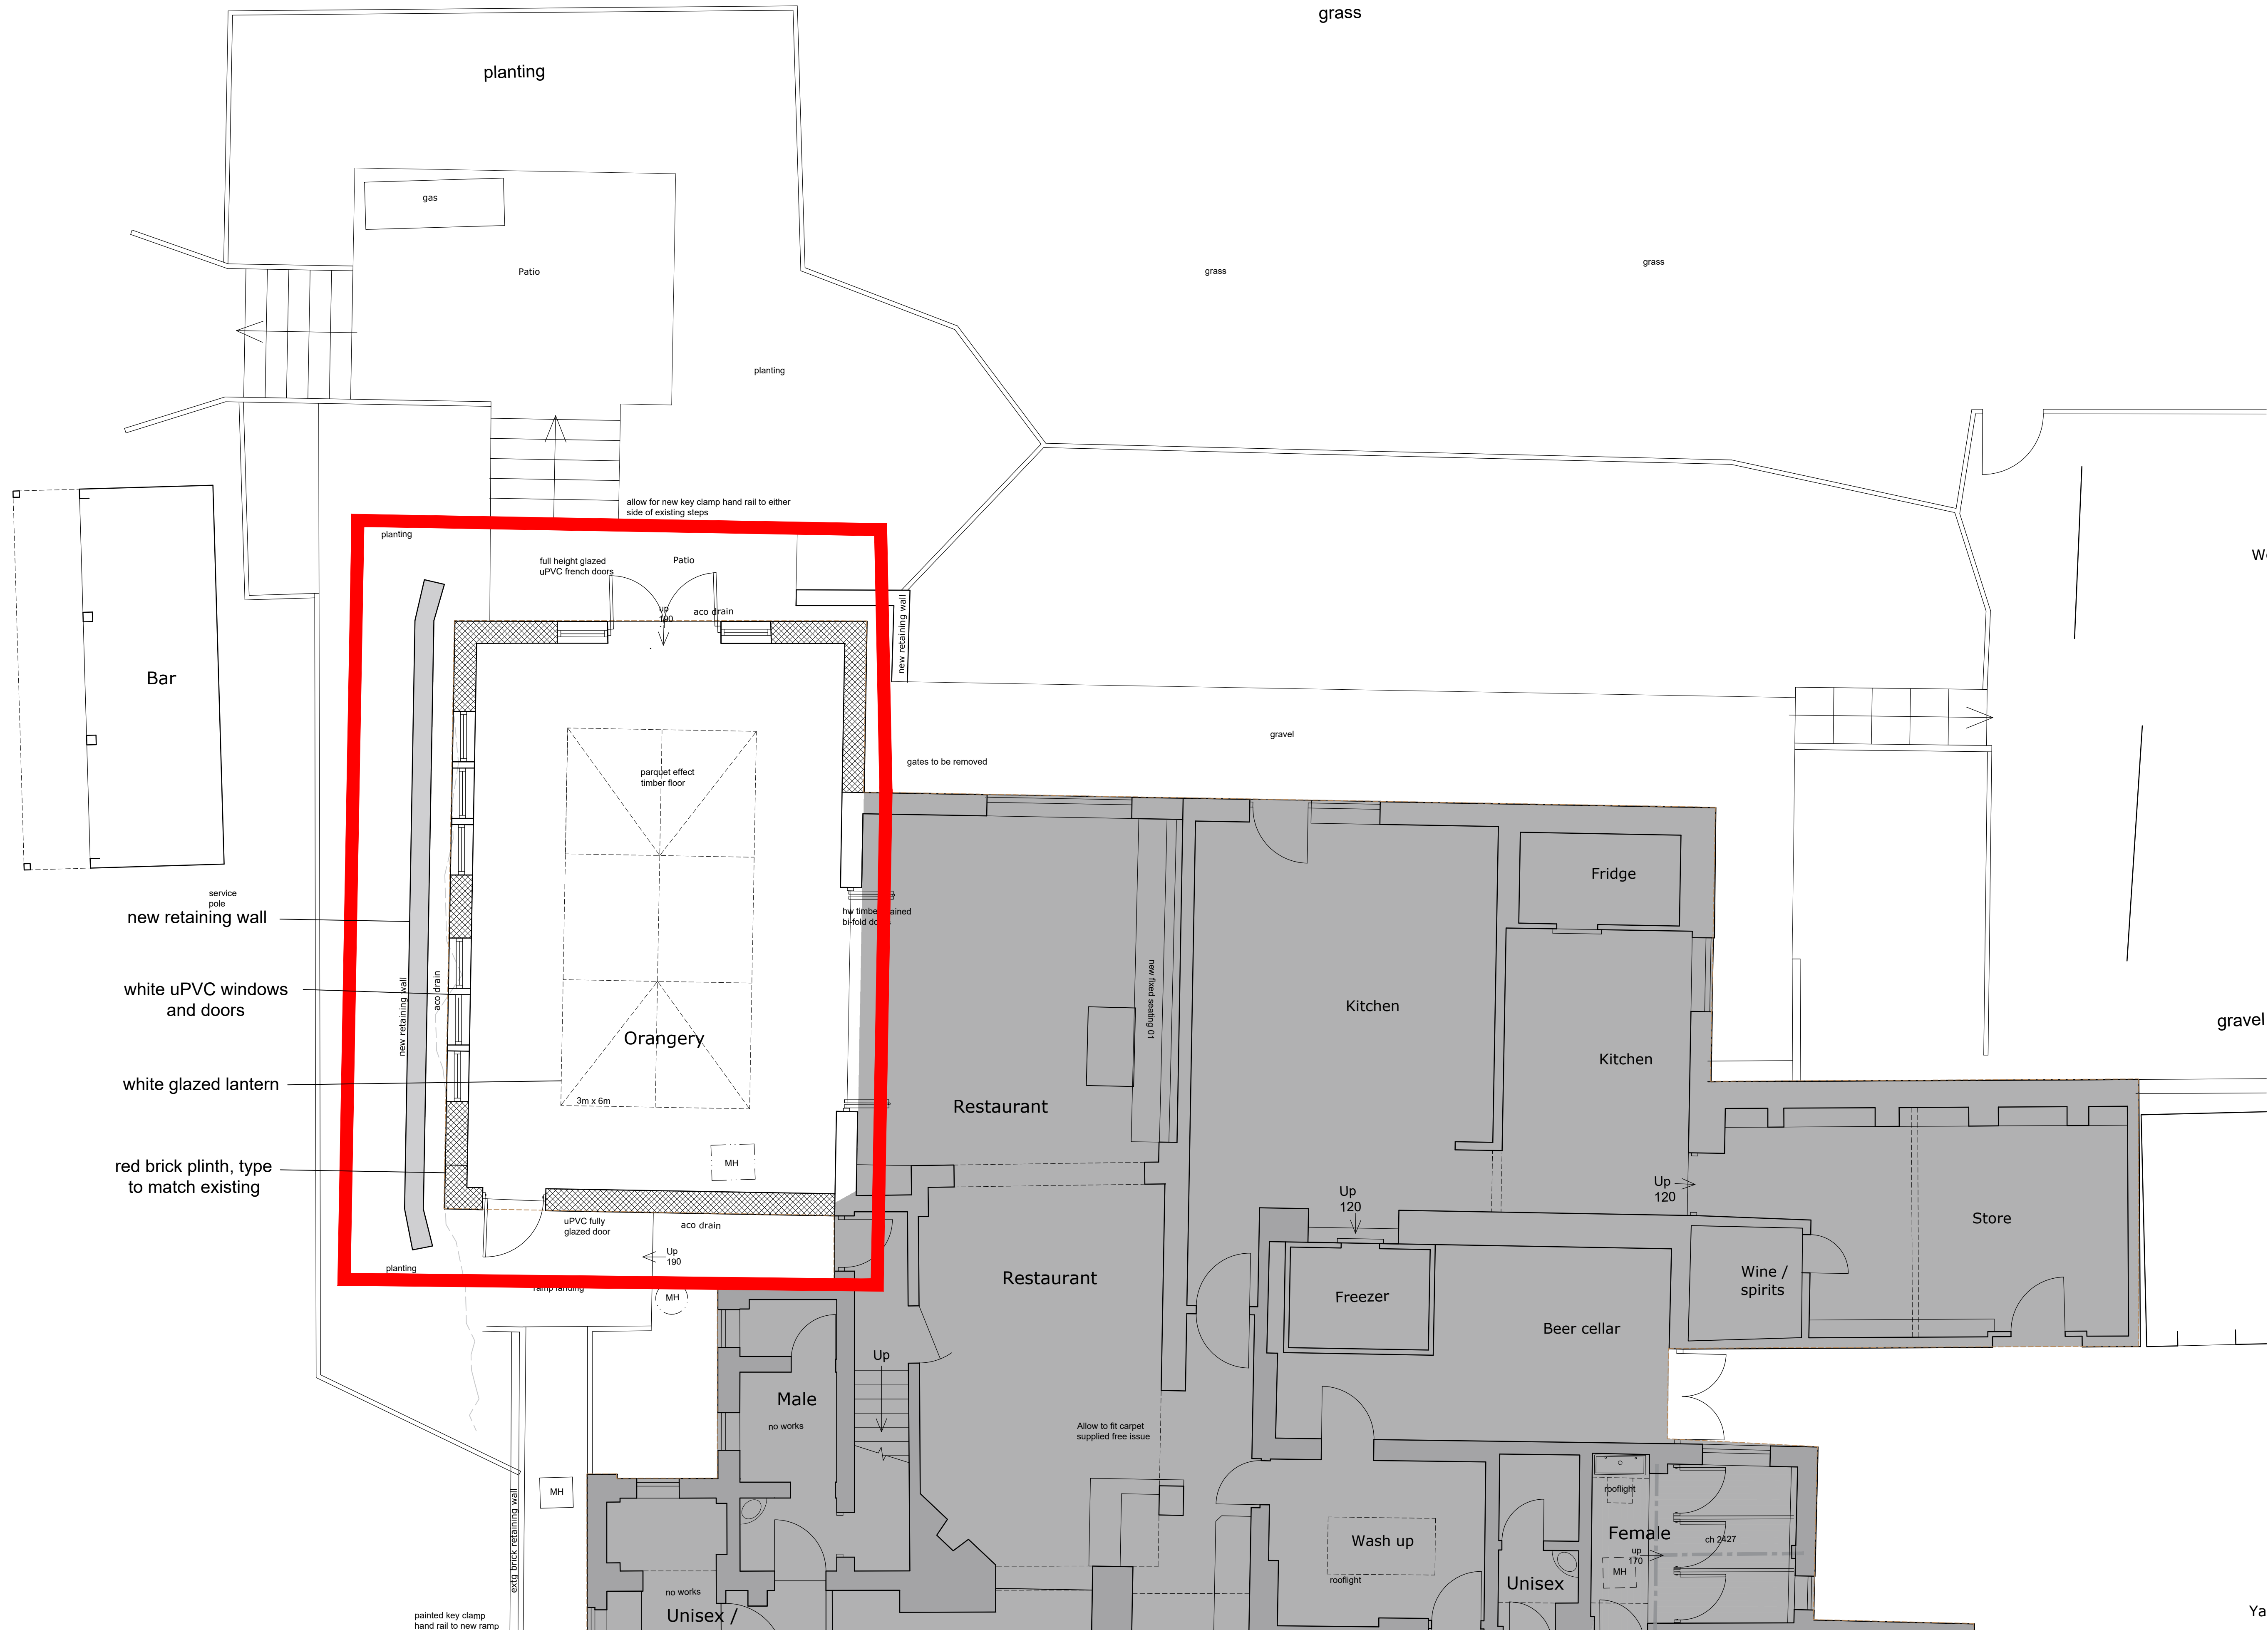 grass
planting
gas
Patio
grass
grass
planting
allow for new key clamp hand rail to either
side of existing steps
planting
full height glazed
uPVC french doors
Patio
up
190
aco drain
new retaining wall
Bar
gravel
gates to be removed
parquet effect
timber floor
service
pole
new retaining wall
white uPVC windows
and doors
white glazed lantern
red brick plinth, type
to match existing
new retaining wall
aco drain
Orangery
3m x 6m
MH
bi-fold
uPVC fully
glazed door
aco drain
Up
190
planting
ramp landing
MH
Restaurant
new fixed seating 01
Kitchen
Fridge
Kitchen
gravel
Restaurant
Up
120
Up
120
Store
Freezer
Wine /
spirits
Beer cellar
Up
Male
no works
Allow to fit carpet
supplied free issue
MH
extg brick retaining wall
Wash up
rooflight
Unisex
rooflight
Female
up
170
MH
ch 2427
no works
Unisex /
painted key clamp
hand rail to new ramp